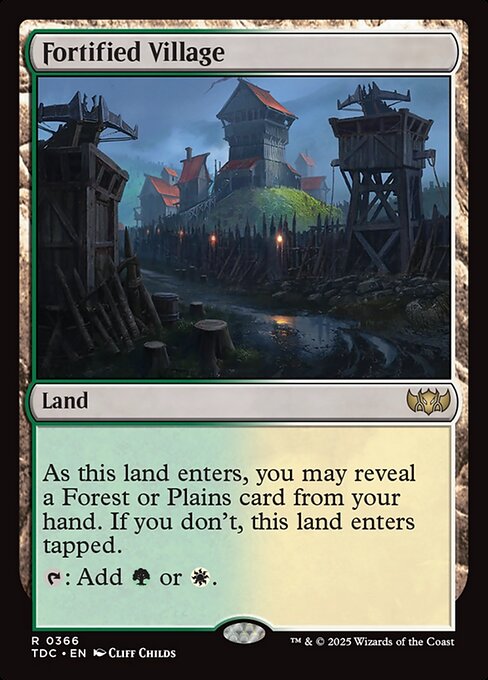 Fortified Village
Land
As this land enters, you may reveal
a Forest or Plains card from your
hand. If you don't, this land enters
tapped.
: Add or .
R 0366
TDC • EN Cliff Childs
™ & © 2025 Wizards of the Coast